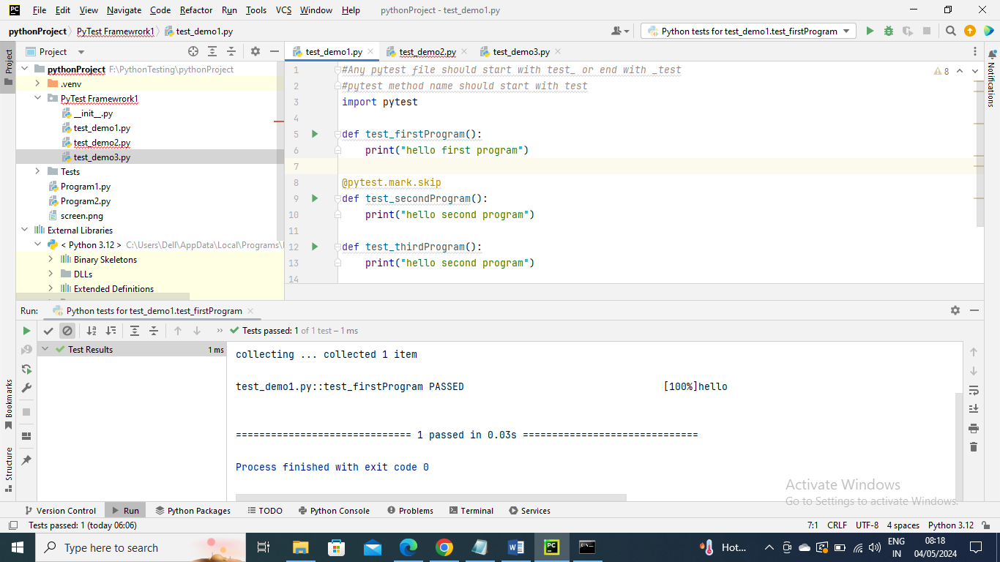 PC File Edit View Navigate Code Refactor Run Tools VCS Window Help pythonProject - test_demo1.py
pythonProject PyTest Framewrork1 test_demo1.py Python tests for test_demo1.test_firstProgram
Project
Project
test_demo1.py test_demo2.py test_demo3.py
Notifications
pythonProject F:\PythonTesting\pythonProject
.venv
PyTest Framewrork1
__init__.py
test_demo1.py
test_demo2.py
test_demo3.py
Tests
Program1.py
Program2.py
screen.png
External Libraries
< Python 3.12 > C:\Users\Dell\AppData\Local\Programs\
Binary Skeletons
DLLs
Extended Definitions
1 #Any pytest file should start with test_ or end with _test
8
2 #pytest method name should start with test
3 import pytest
4
5 def test_firstProgram():
6 print("hello first program")
7
8 @pytest.mark.skip
9 def test_secondProgram():
10 print("hello second program")
11
12 def test_thirdProgram():
13 print("hello second program")
14
Run: Python tests for test_demo1.test_firstProgram
Tests passed: 1 of 1 test – 1 ms
Test Results 1 ms
collecting ... collected 1 item
test_demo1.py::test_firstProgram PASSED [100%]hello
============================== 1 passed in 0.03s ==============================
Process finished with exit code 0
Bookmarks
Structure
Activate Windows
Go to Settings to activate Windows.
Version Control Run Python Packages TODO Python Console Problems Terminal Services
Tests passed: 1 (today 06:06) 7:1 CRLF UTF-8 4 spaces Python 3.12
Type here to search
W
PC
Hot...
ENG
IN
08:18
04/05/2024